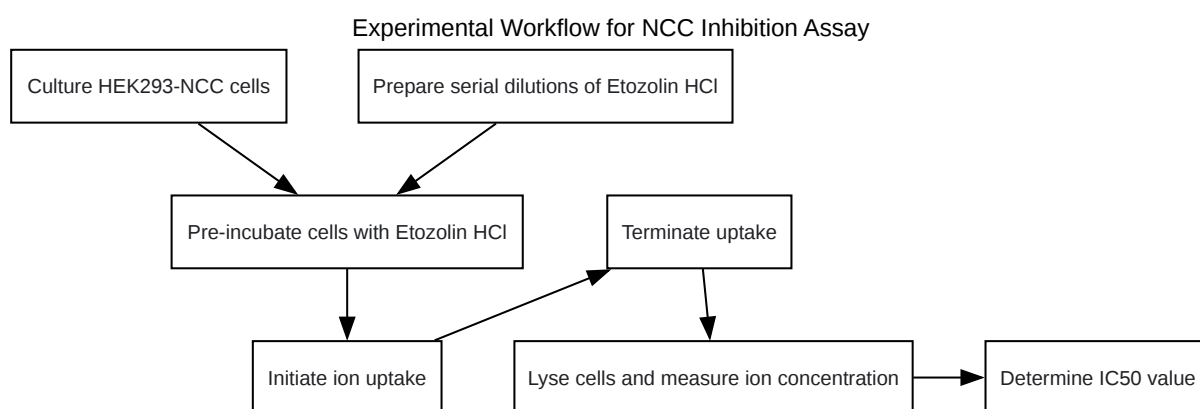 Experimental Workflow for NCC Inhibition Assay
Culture HEK293-NCC cells
Prepare serial dilutions of Etozolin HCl
Pre-incubate cells with Etozolin HCl
Terminate uptake
Initiate ion uptake
Lyse cells and measure ion concentration
Determine IC50 value